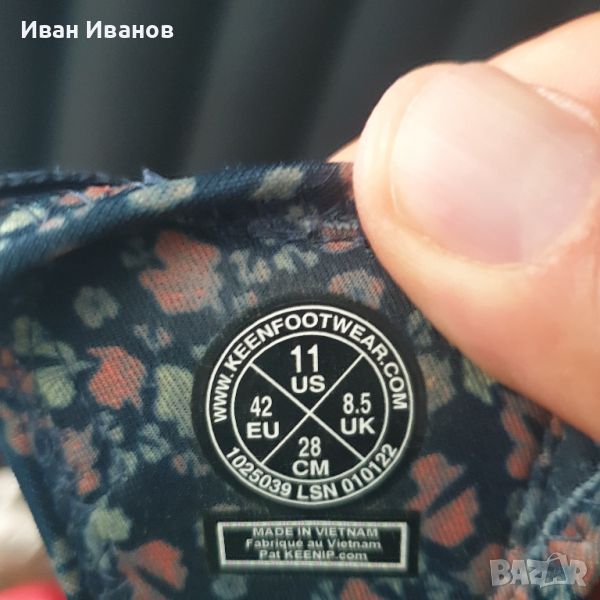 Иван Иванов
WWW.KEENFOOTWEAR.COM
11
US
42
EU
8.5
UK
28
CM
1025039 LSN 010122
MADE IN VIETNAM
Fabriqué au Vietnam
Pat KEENIP.com
BAZAR